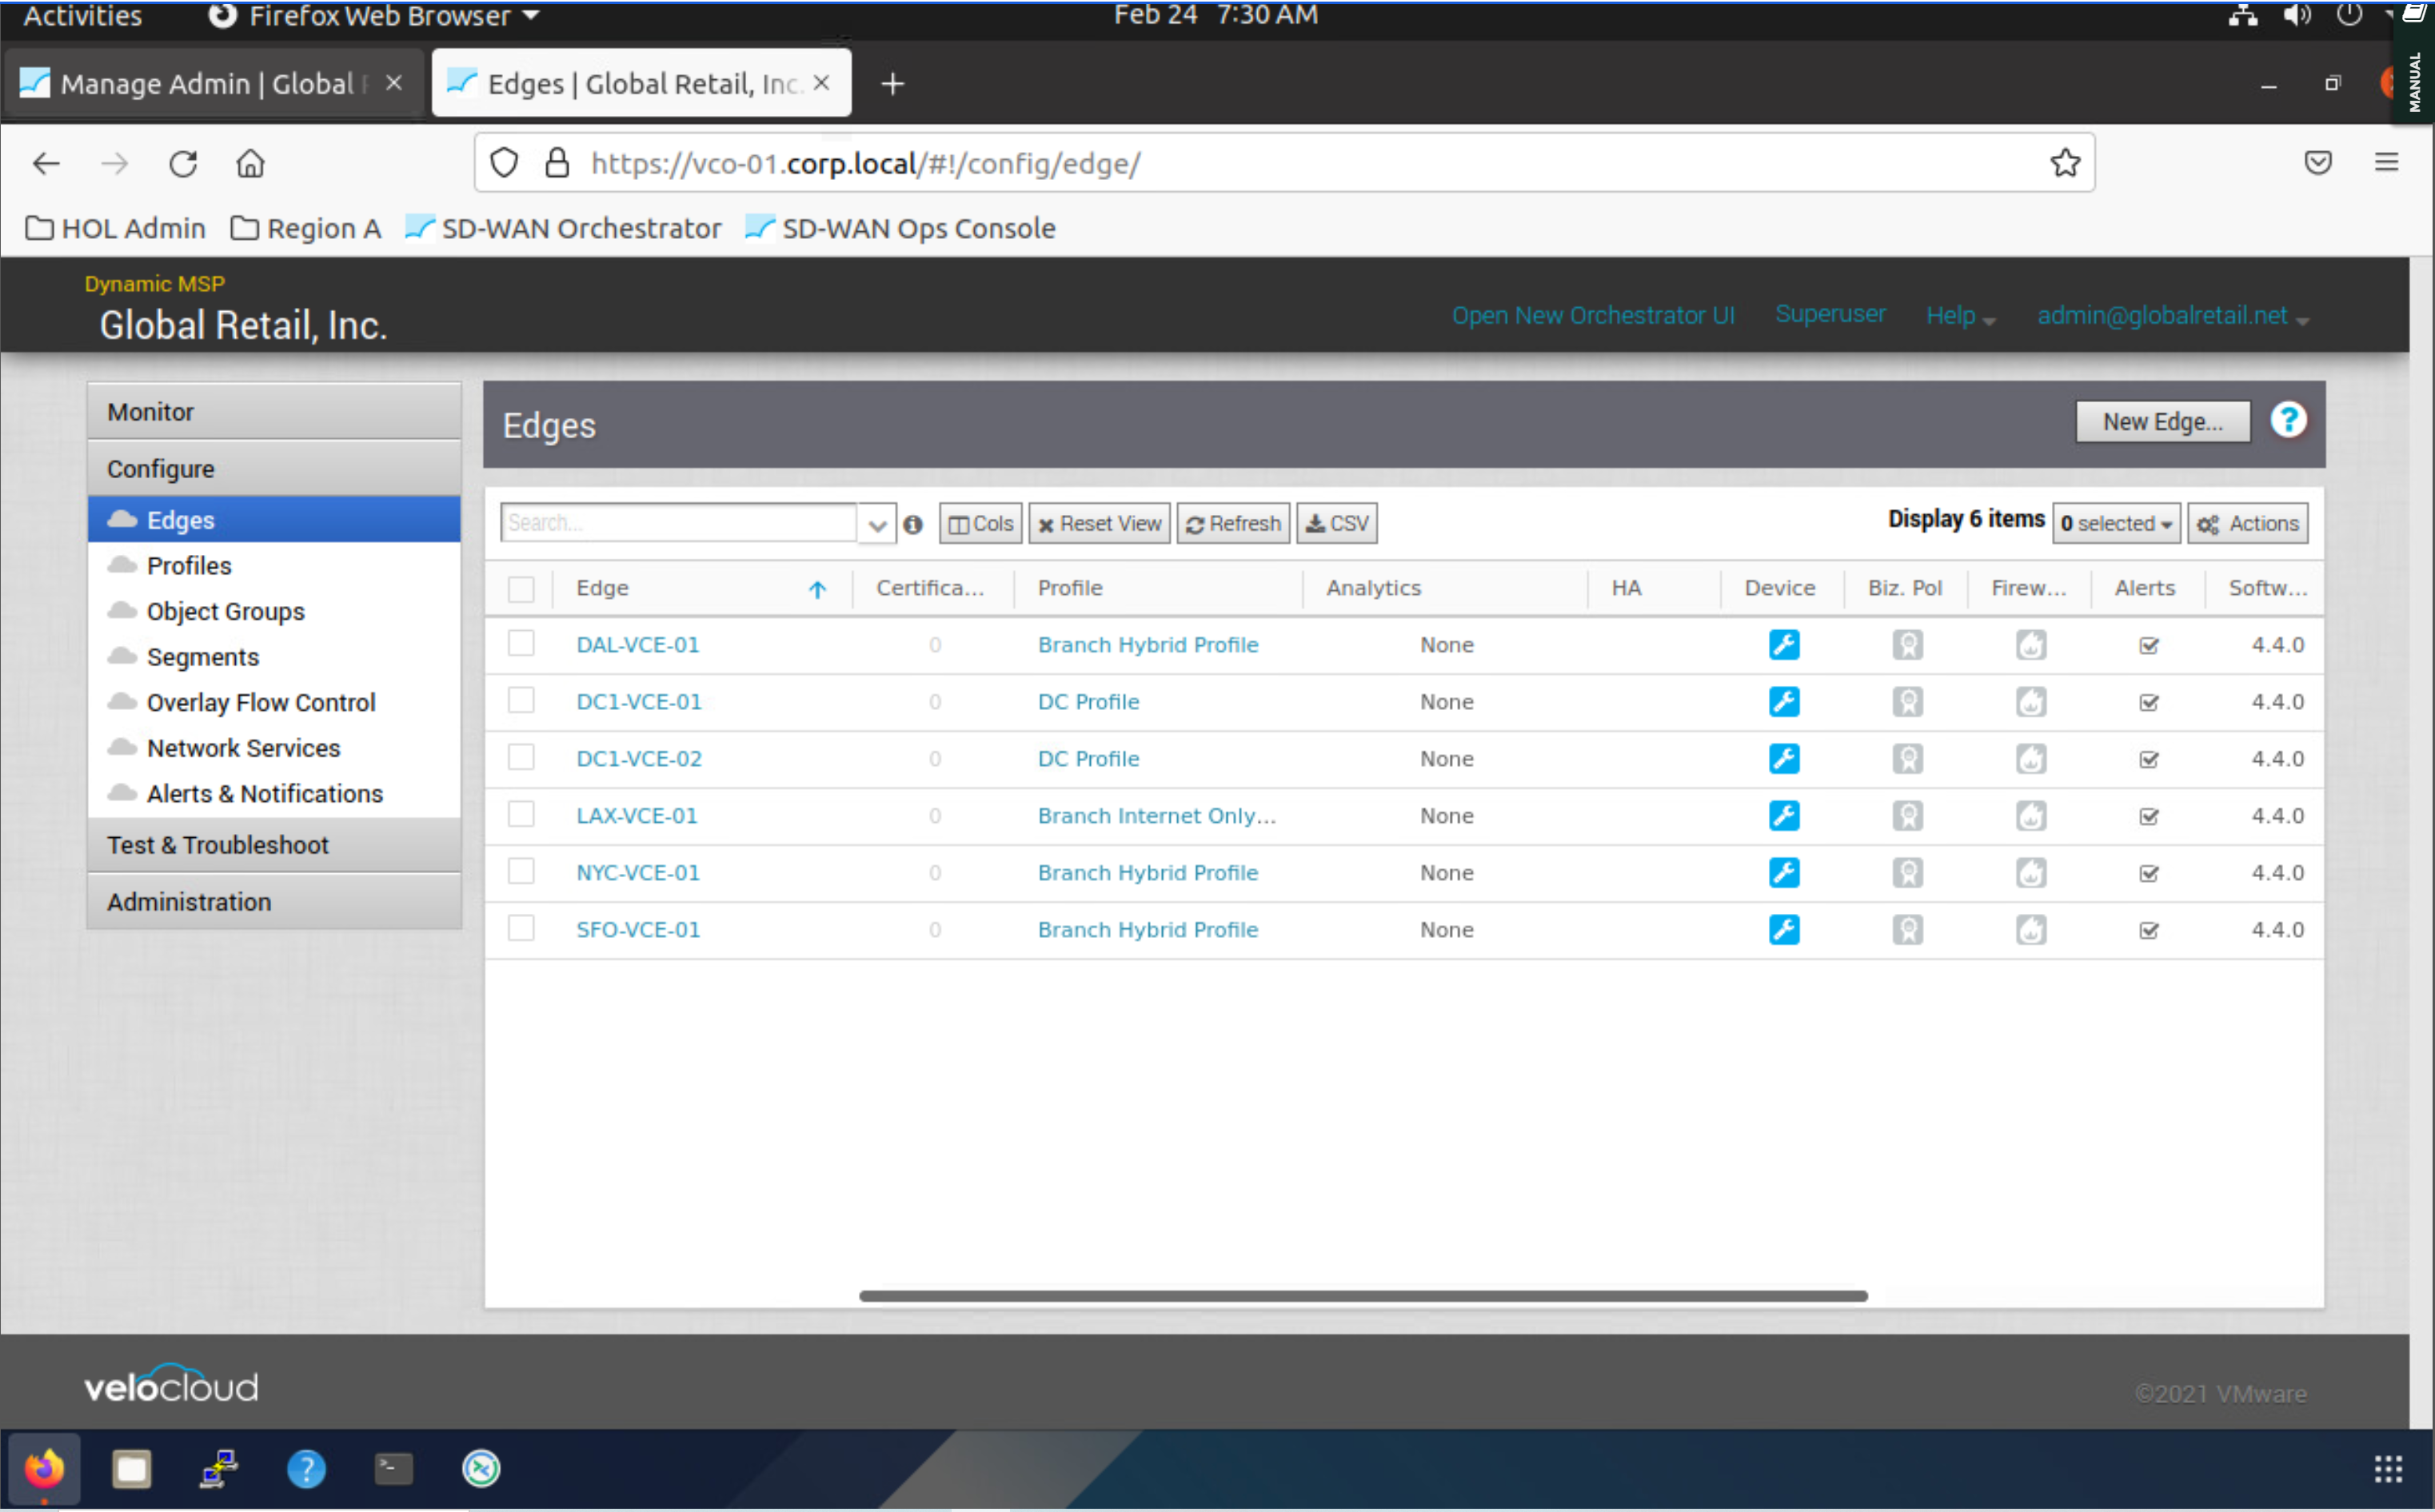 Activities Firefox Web Browser Feb 24 7:30 AM
MANUAL
Manage Admin | Global Edges | Global Retail, Inc.
https://vco-01.corp.local/#!/config/edge/
HOL Admin Region A SD-WAN Orchestrator SD-WAN Ops Console
Dynamic MSP
Global Retail, Inc.
Open New Orchestrator UI Superuser Help admin@globalretail.net
Monitor
Configure
Edges
Profiles
Object Groups
Segments
Overlay Flow Control
Network Services
Alerts & Notifications
Test & Troubleshoot
Administration
Edges New Edge... ?
Search... Cols Reset View Refresh CSV Display 6 items 0 selected Actions
Edge Certifica... Profile Analytics HA Device Biz. Pol Firew... Alerts Softw...
DAL-VCE-01 0 Branch Hybrid Profile None 4.4.0
DC1-VCE-01 0 DC Profile None 4.4.0
DC1-VCE-02 0 DC Profile None 4.4.0
LAX-VCE-01 0 Branch Internet Only... None 4.4.0
NYC-VCE-01 0 Branch Hybrid Profile None 4.4.0
SFO-VCE-01 0 Branch Hybrid Profile None 4.4.0
velocloud
©2021 VMware